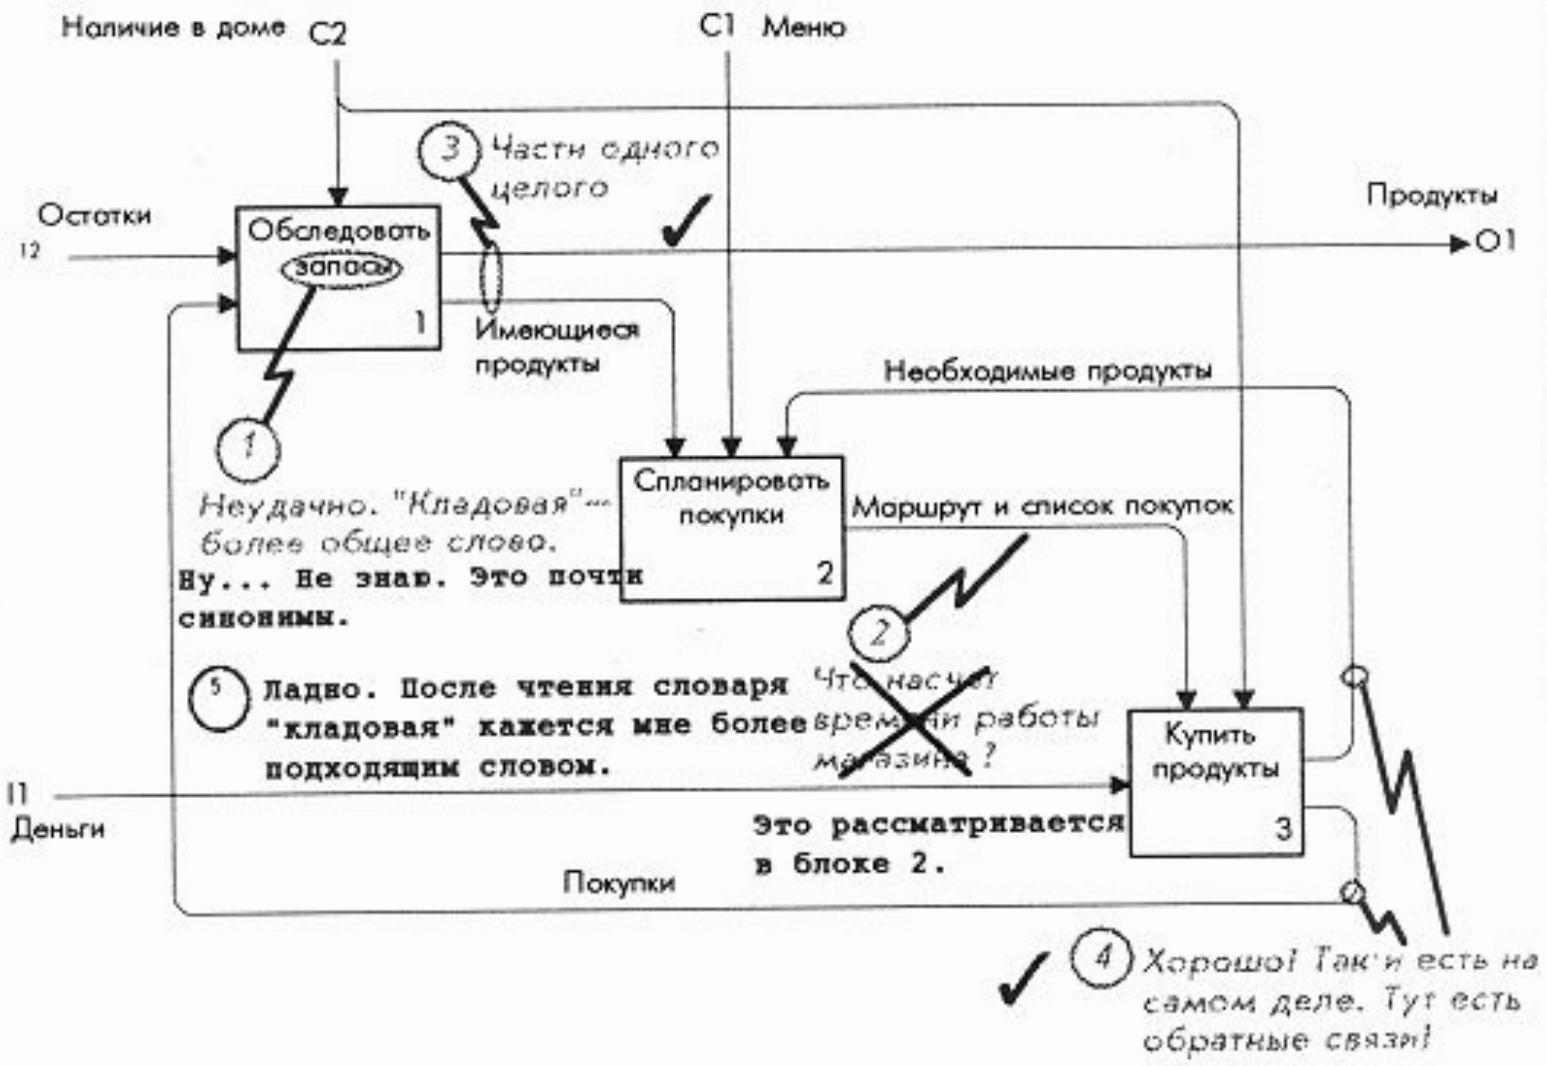 Наличие в доме C2
C1 Меню
3 Части одного
целого
Остатки
I2
Продукты
O1
Обследовать
запасы
1
Имеющиеся
продукты
Необходимые продукты
1
Неудачно. "Кладовая"—
более общее слово.
Ну... Не знаю. Это почти
синонимы.
Спланировать
покупки
2
Маршрут и список покупок
2
Что насчет
времени работы
магазина?
5 Ладно. После чтения словаря
"кладовая" кажется мне более
подходящим словом.
Купить
продукты
3
I1
Деньги
Это рассматривается
в блоке 2.
Покупки
4 Хорошо! Так и есть на
самом деле. Тут есть
обратные связи!